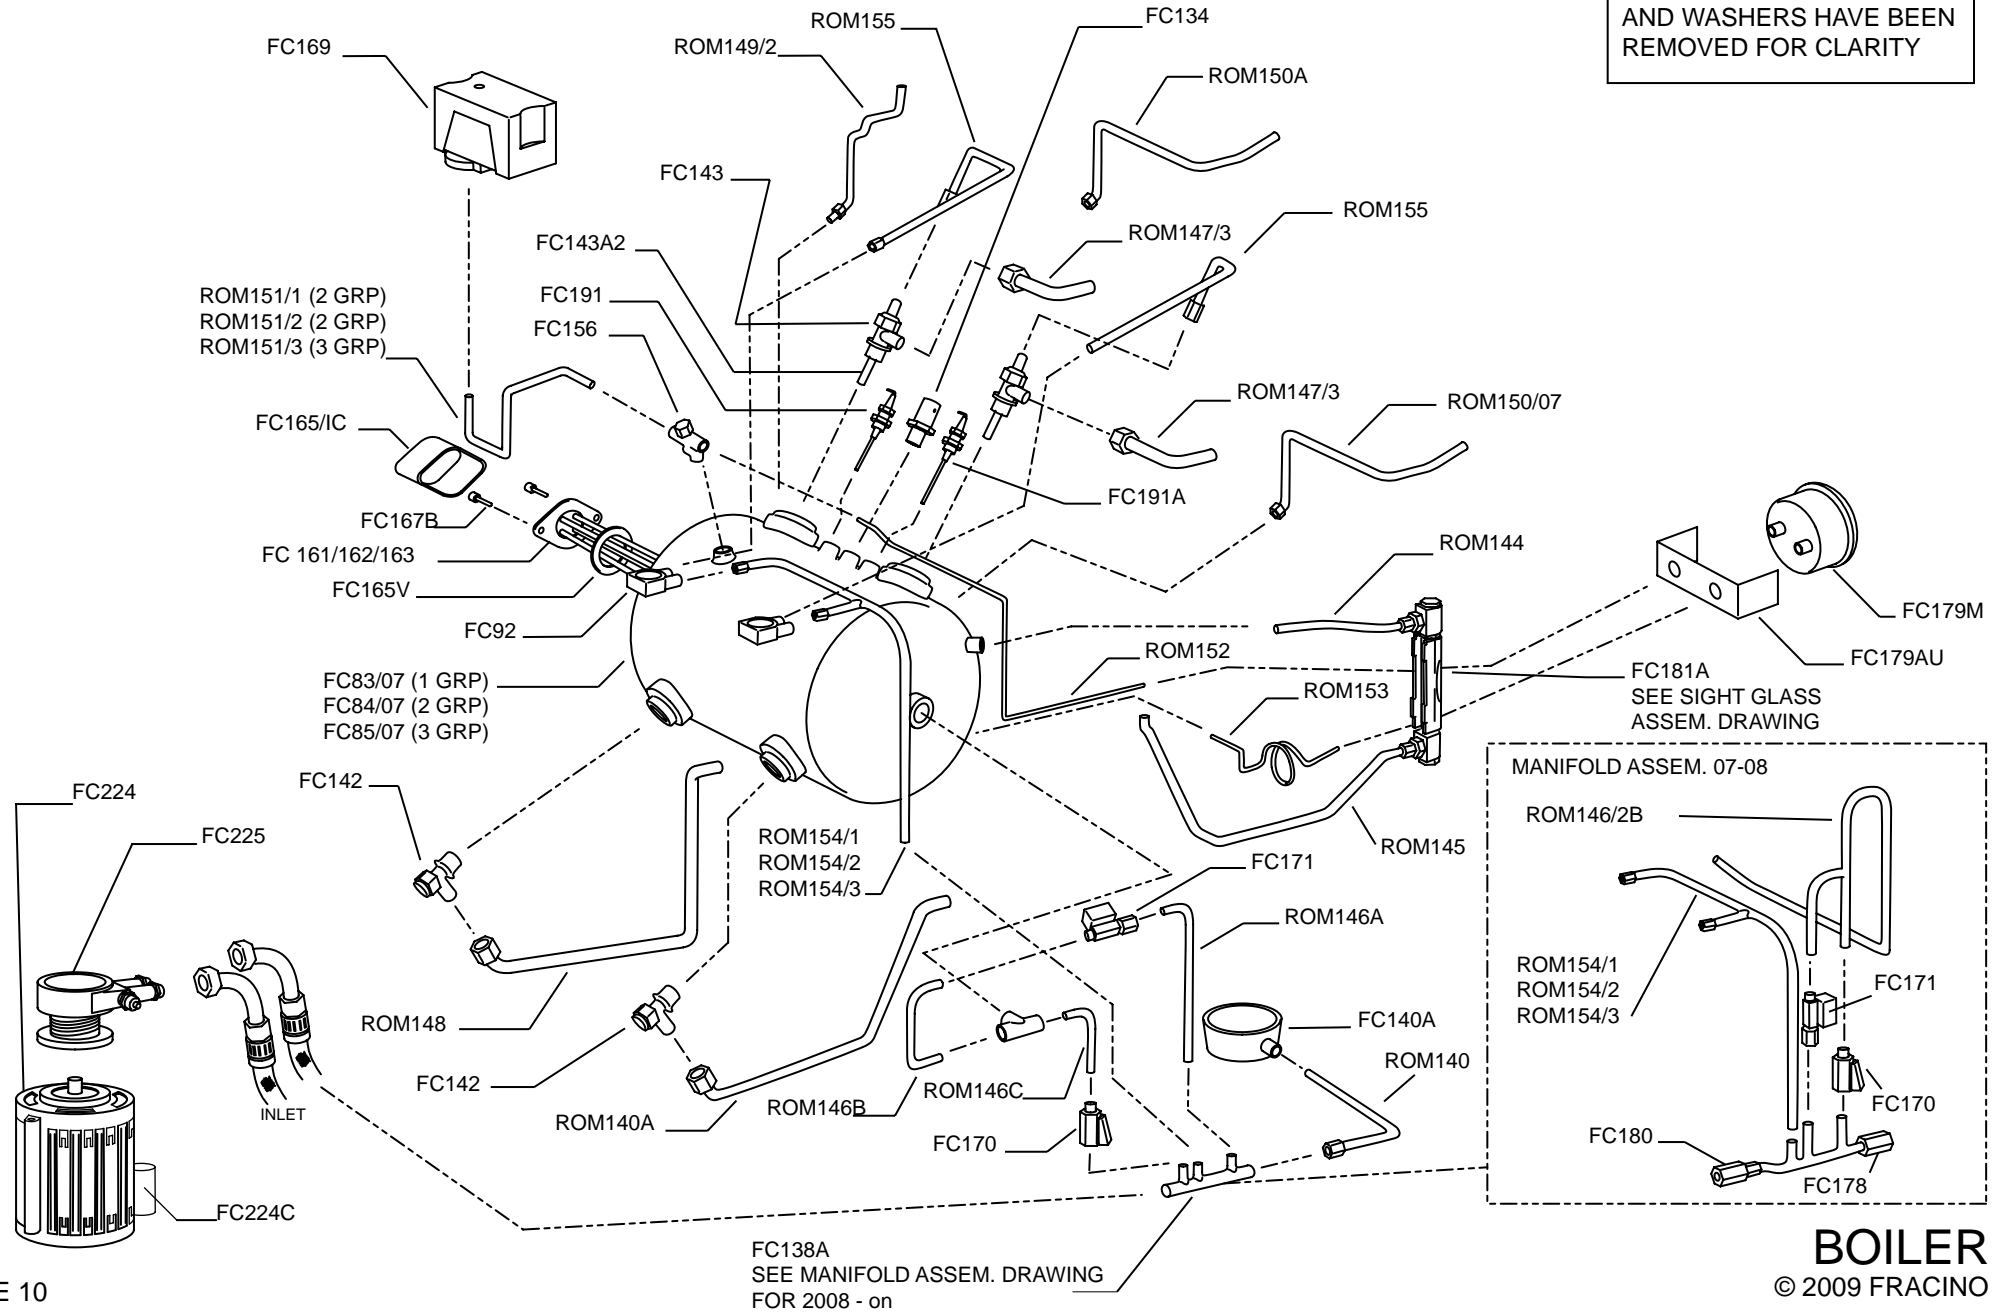 AND WASHERS HAVE BEEN
REMOVED FOR CLARITY
FC134
ROM155
FC169
ROM149/2
ROM150A
FC143
ROM155
ROM147/3
FC143A2
FC191
ROM151/1 (2 GRP)
ROM151/2 (2 GRP)
ROM151/3 (3 GRP)
FC156
ROM147/3
ROM150/07
FC165/IC
FC191A
FC167B
FC 161/162/163
ROM144
FC165V
FC179M
FC92
ROM152
FC179AU
FC83/07 (1 GRP)
FC84/07 (2 GRP)
FC85/07 (3 GRP)
ROM153
FC181A
SEE SIGHT GLASS
ASSEM. DRAWING
MANIFOLD ASSEM. 07-08
FC142
FC224
ROM146/2B
FC225
ROM154/1
ROM154/2
ROM154/3
ROM145
FC171
ROM146A
ROM154/1
ROM154/2
ROM154/3
FC171
ROM148
FC140A
FC142
ROM146C
ROM140
ROM146B
INLET
ROM140A
FC170
FC170
FC180
FC178
FC224C
FC138A
SEE MANIFOLD ASSEM. DRAWING
FOR 2008 - on
BOILER
© 2009 FRACINO
E 10